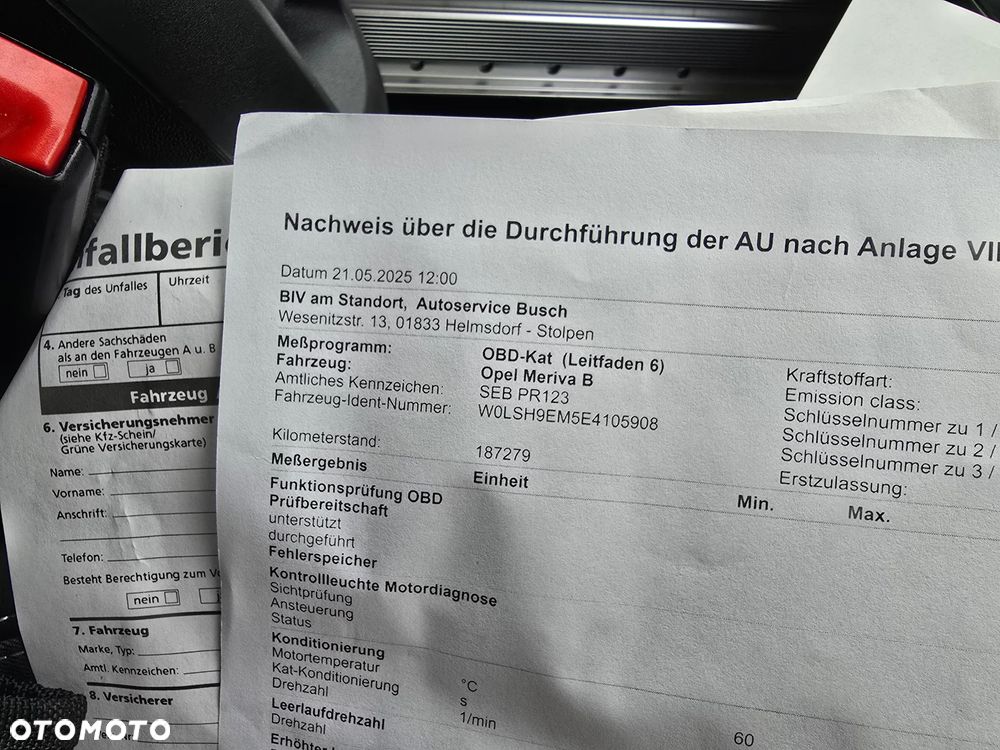 Nachweis über die Durchführung der AU nach Anlage
Datum 21.05.2025 12:00
BIV am Standort, Autoservice Busch
Wesenitzstr. 13, 01833 Helmsdorf - Stolpen
Meßprogramm: OBD-Kat (Leitfaden 6) Kraftstoffart:
Fahrzeug: Opel Meriva B Emission class:
Amtliches Kennzeichen: SEB PR123 Schlüsselnummer zu 1 /
Fahrzeug-Ident-Nummer: W0LSH9EM5E4105908 Schlüsselnummer zu 2 /
Schlüsselnummer zu 3 /
Kilometerstand: 187279 Erstzulassung:
Meßergebnis Einheit Min. Max.
Funktionsprüfung OBD
Prüfbereitschaft
unterstützt
durchgeführt
Fehlerspeicher
Kontrollleuchte Motordiagnose
Sichtprüfung
Ansteuerung
Status
Konditionierung
Motortemperatur °C
Kat-Konditionierung s
Drehzahl 1/min
Leerlaufdrehzahl
Drehzahl 60
Erhöhter
fallberi
Tag des Unfalles Uhrzeit
4. Andere Sachschäden
als an den Fahrzeugen A u. B
nein ja
Fahrzeug
6. Versicherungsnehmer
(siehe Kfz-Schein/
Grüne Versicherungskarte)
Name:
Vorname:
Anschrift:
Telefon:
Besteht Berechtigung zum
nein
7. Fahrzeug
Marke, Typ:
Amtl. Kennzeichen:
8. Versicherer
OTOMOTO